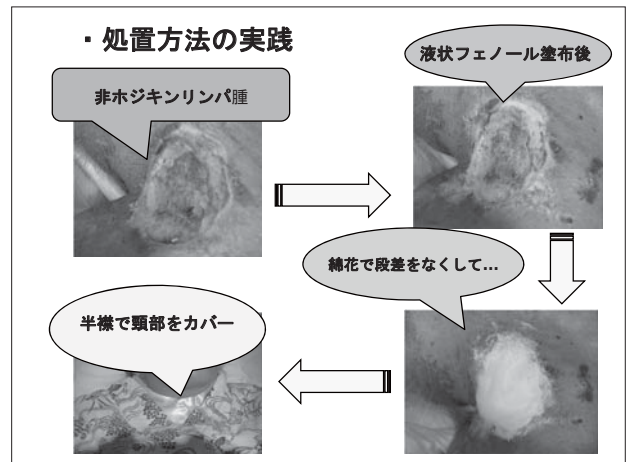 ・処置方法の実践
非ホジキンリンパ腫
液状フェノール塗布後
綿花で段差をなくして…
半襟で頸部をカバー